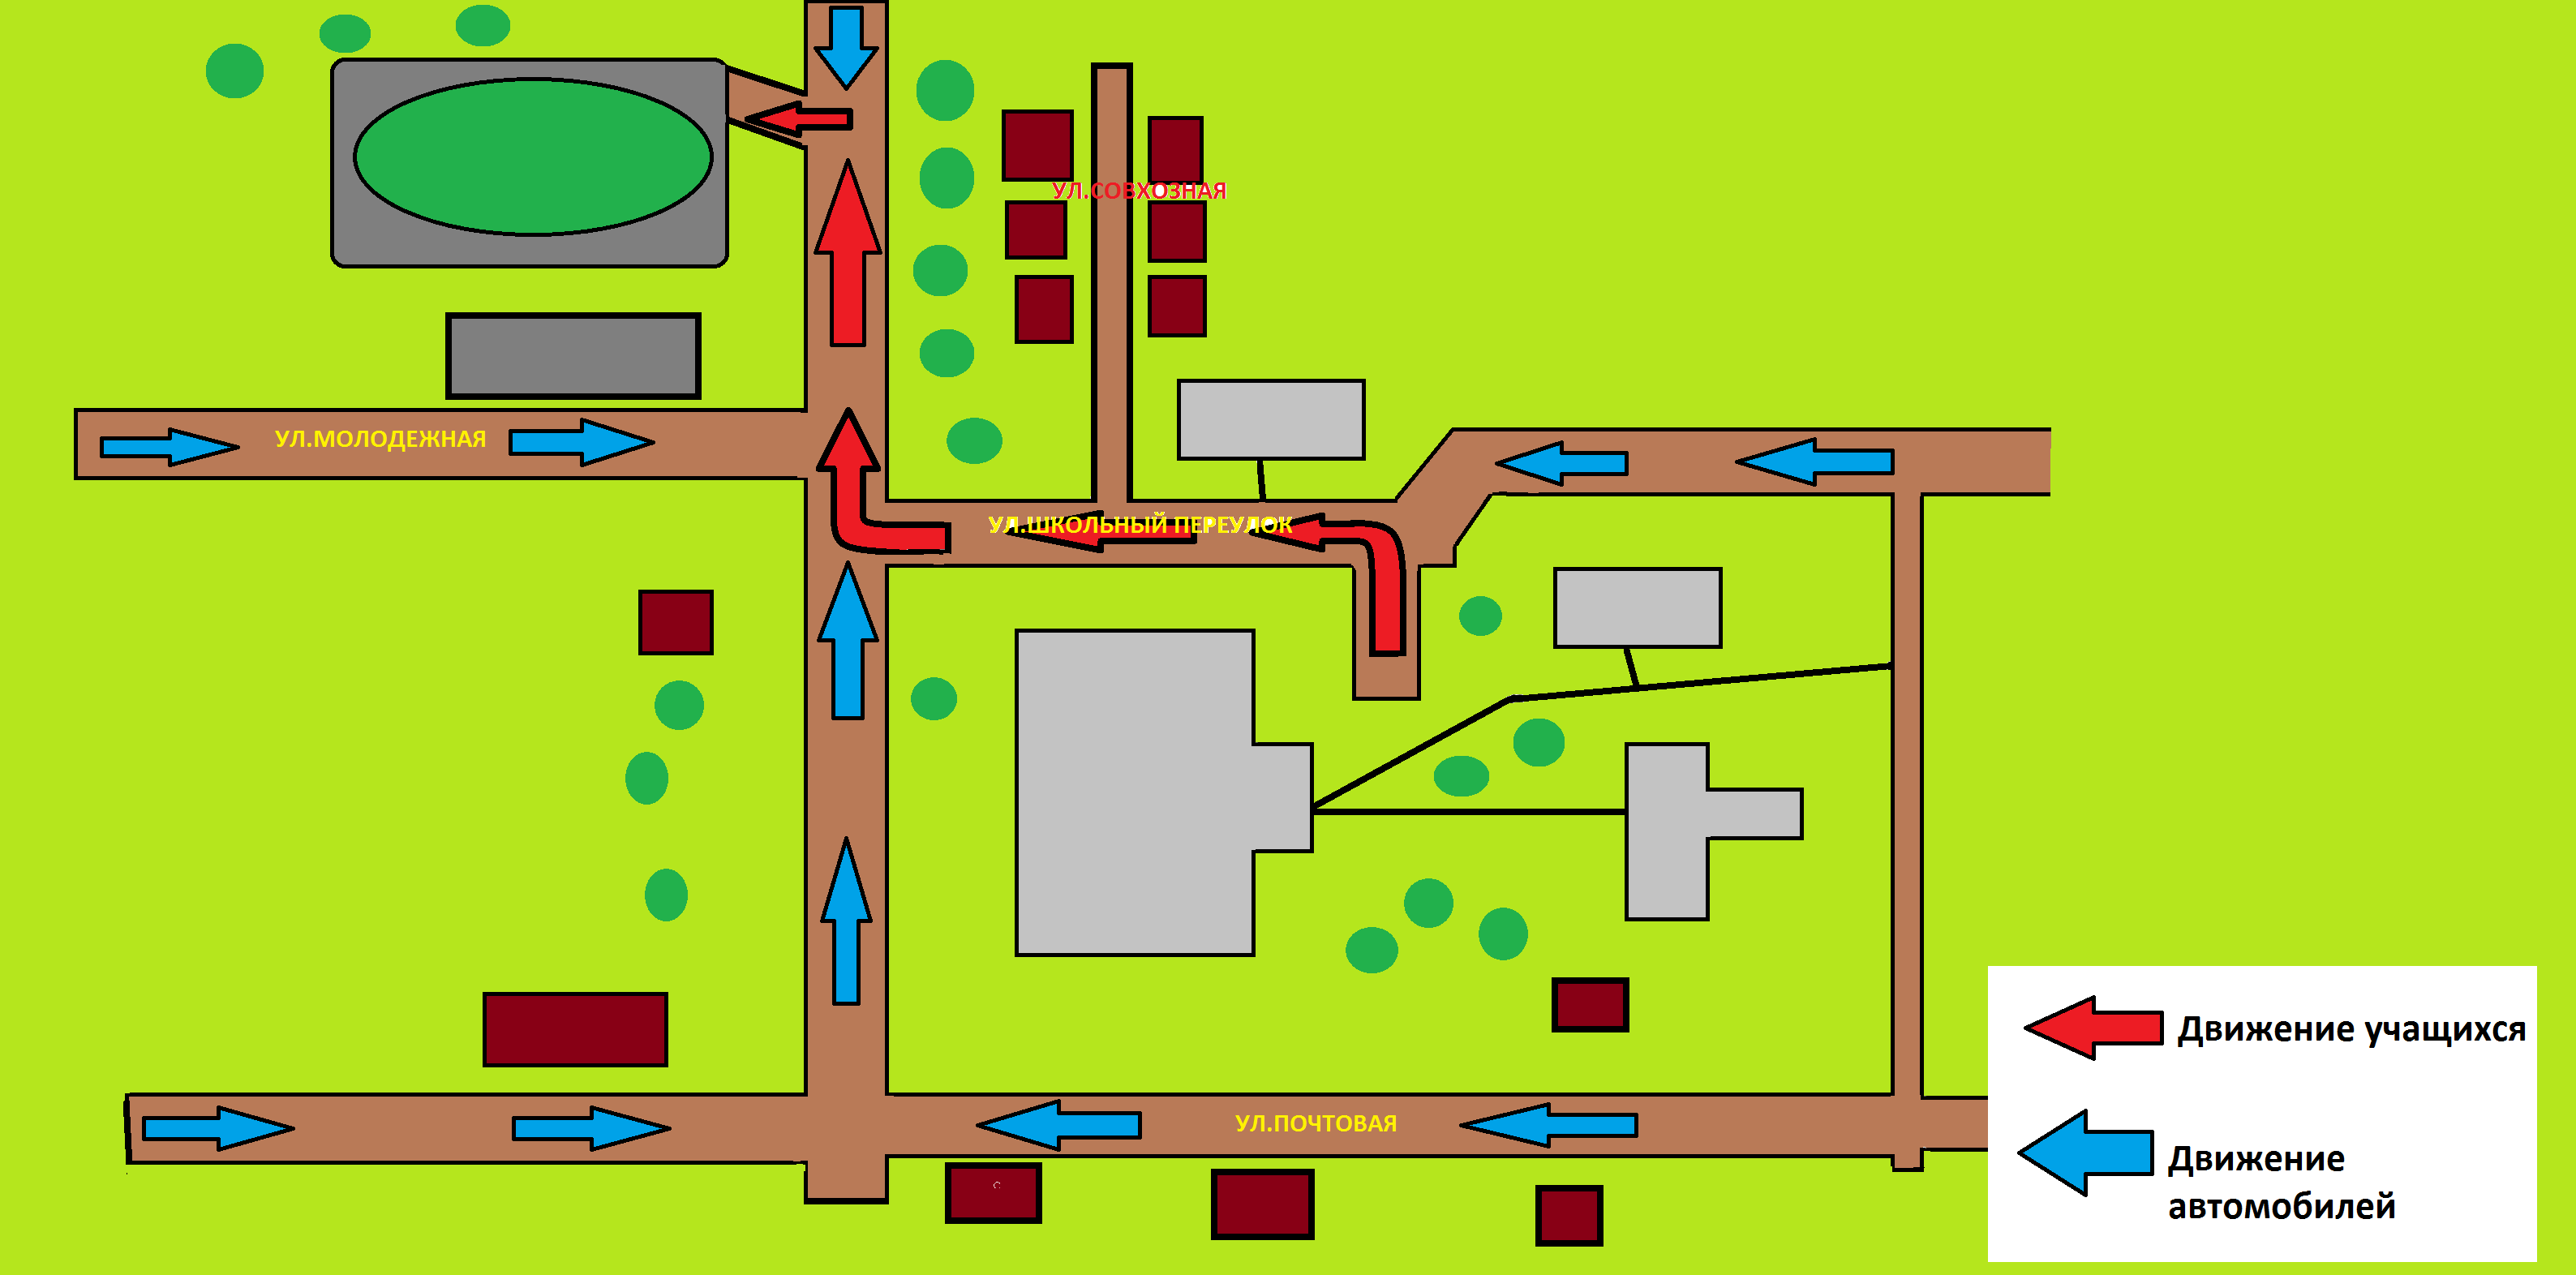 УЛ.СОВХОЗНАЯ
УЛ.МОЛОДЕЖНАЯ
УЛ.ШКОЛЬНЫЙ ПЕРЕУЛОК
УЛ.ПОЧТОВАЯ
Движение учащихся
Движение
автомобилей